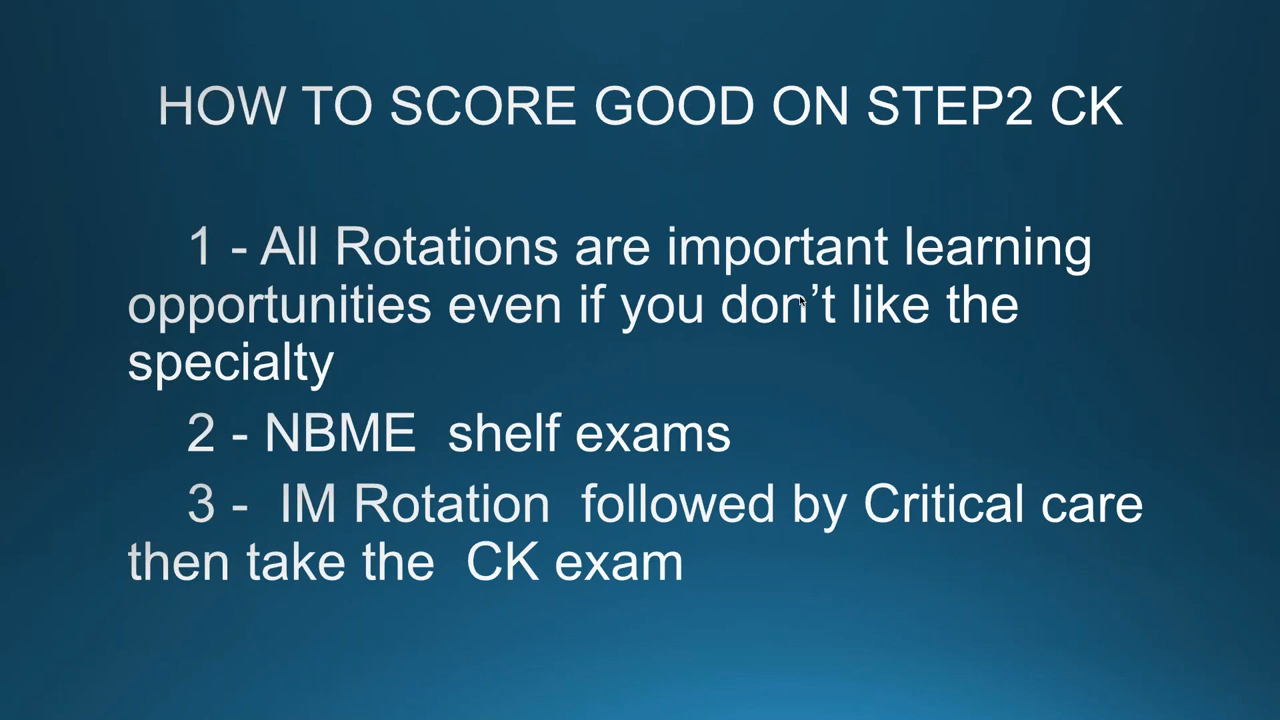 HOW TO SCORE GOOD ON STEP2 CK
1 - All Rotations are important learning
opportunities even if you don’t like the
specialty
2 - NBME  shelf exams
3 -  IM Rotation  followed by Critical care
then take the  CK exam